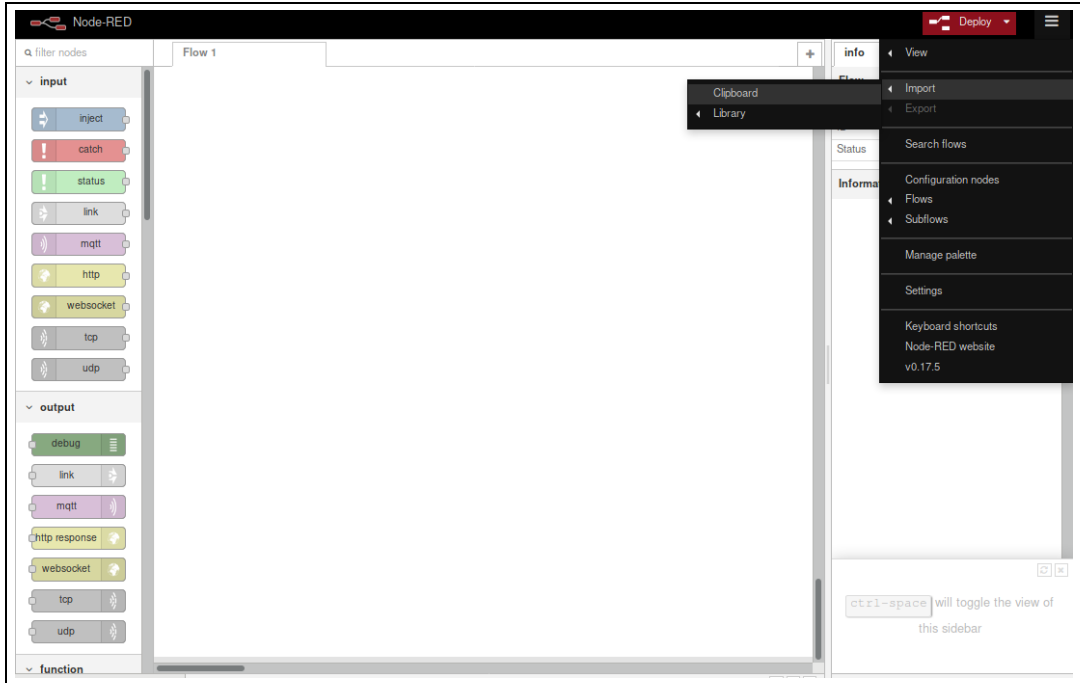 Node-RED
Deploy
filter nodes
Flow 1
info
View
input
Import
Clipboard
Export
Library
inject
catch
Search flows
Status
status
Configuration nodes
Flows
link
Subflows
mqtt
Manage palette
http
Settings
websocket
Keyboard shortcuts
tcp
Node-RED website
udp
v0.17.5
output
debug
link
mqtt
http response
websocket
tcp
ctrl-space will toggle the view of
this sidebar
udp
function